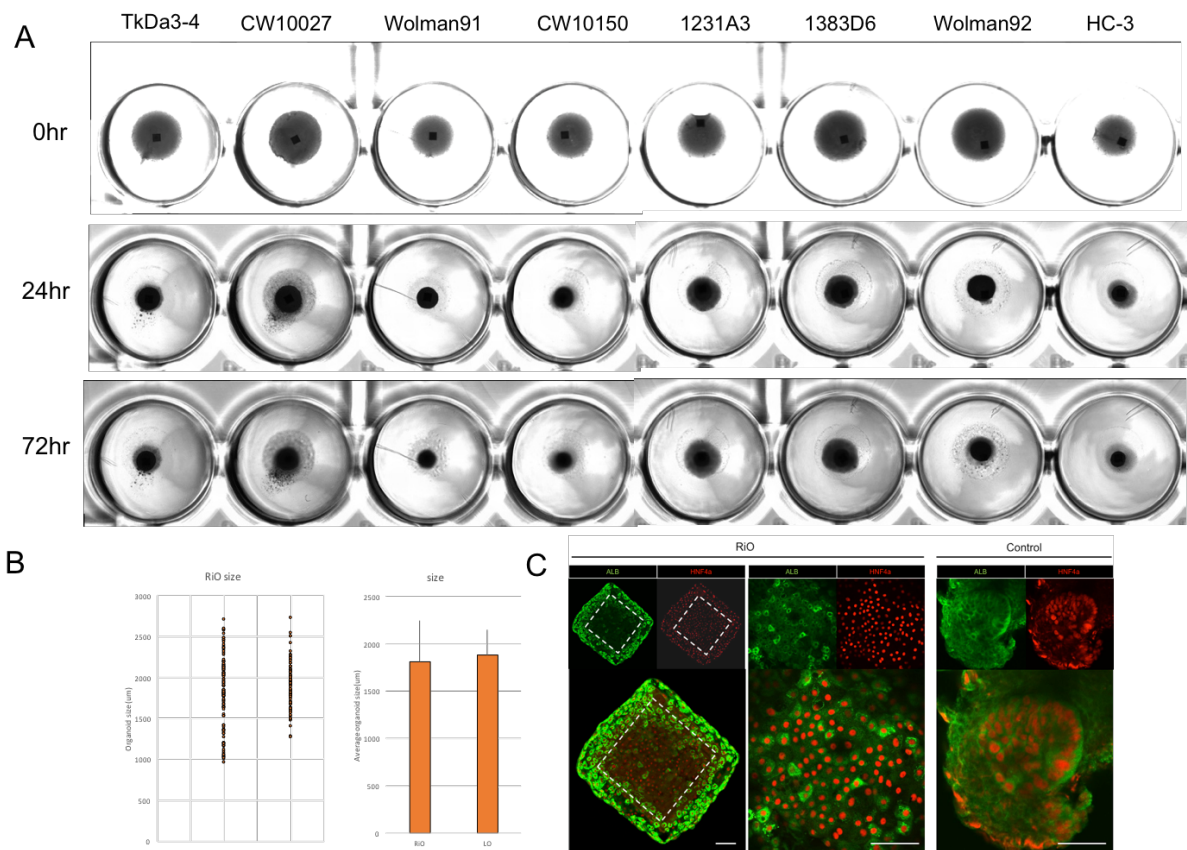 A
TkDa3-4 CW10027 Wolman91 CW10150 1231A3 1383D6 Wolman92 HC-3
0hr
24hr
72hr
B
RiO size
Organoid size(um)
3000
2500
2000
1500
1000
500
0
size
Average organoid size(um)
2500
2000
1500
1000
500
0
RiO LO
C
RiO Control
ALB HNF4a ALB HNF4a ALB HNF4a